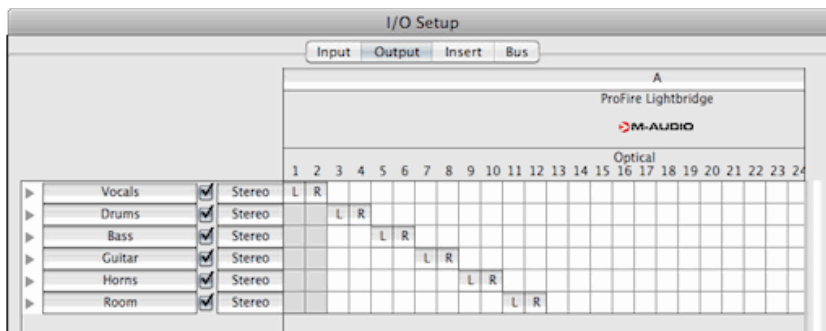 I/O Setup
Input Output Insert Bus
A
ProFire Lightbridge
M-AUDIO
Optical
1 2 3 4 5 6 7 8 9 10 11 12 13 14 15 16 17 18 19 20 21 22 23 24
Vocals Stereo L R
Drums Stereo L R
Bass Stereo L R
Guitar Stereo L R
Horns Stereo L R
Room Stereo L R